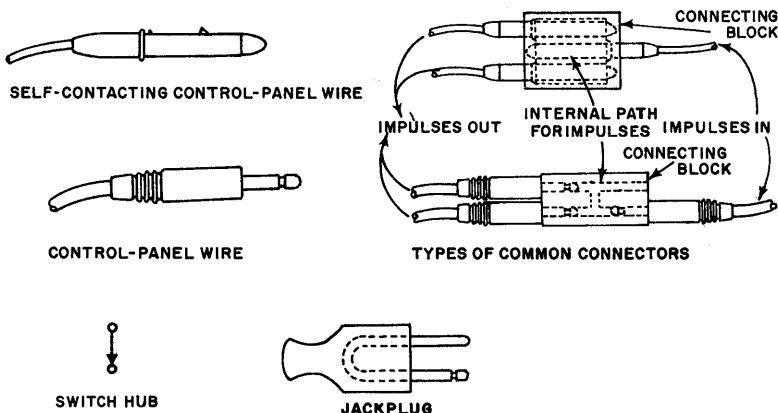 CONNECTING
BLOCK
SELF-CONTACTING CONTROL-PANEL WIRE
IMPULSES OUT
INTERNAL PATH
FOR IMPULSES
IMPULSES IN
CONNECTING
BLOCK
CONTROL-PANEL WIRE
TYPES OF COMMON CONNECTORS
SWITCH HUB
JACKPLUG